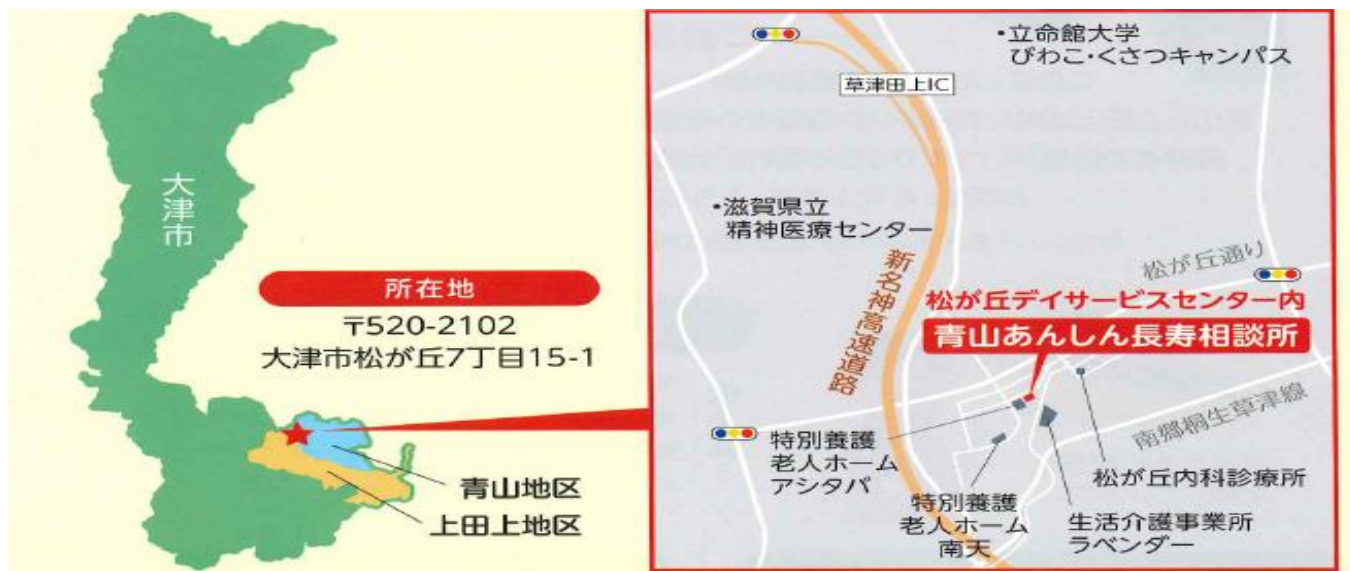 大津市
所在地
〒520-2102
大津市松が丘7丁目15-1
青山地区
上田上地区
・立命館大学
びわこ・くさつキャンパス
草津田上IC
・滋賀県立
精神医療センター
新名神高速道路
松が丘通り
松が丘デイサービスセンター内
青山あんしん長寿相談所
南郷桐生草津線
特別養護
老人ホーム
アシタバ
特別養護
老人ホーム
南天
松が丘内科診療所
生活介護事業所
ラベンダー